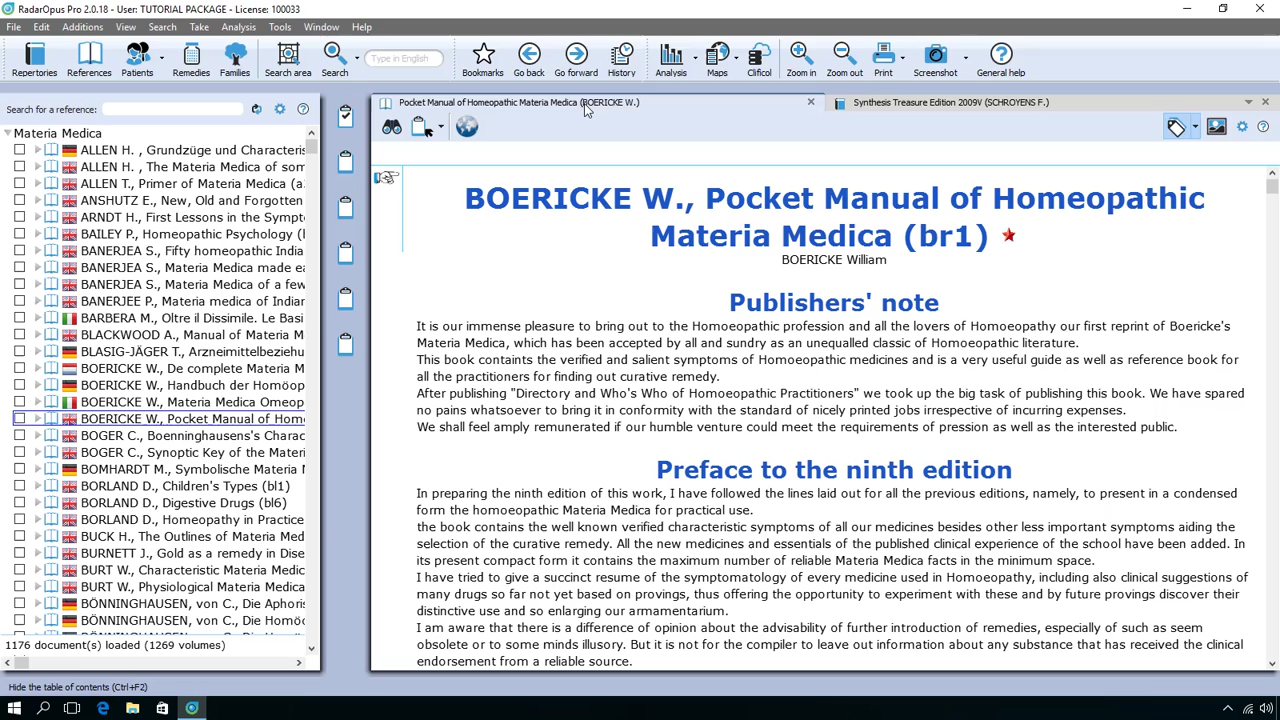 RadarOpus Pro 2.0.18 - User: TUTORIAL PACKAGE - License: 100033
File Edit Additions View Search Take Analysis Tools Window Help
Repertories References Patients Remedies Families Search area Search Type in English Bookmarks Go back Go forward History Analysis Maps Clificol Zoom in Zoom out Print Screenshot General help
Search for a reference:
Materia Medica
ALLEN H. , Grundzüge und Characteris
ALLEN H. , The Materia Medica of som
ALLEN T., Primer of Materia Medica (a
ANSHUTZ E., New, Old and Forgotten
ARNDT H., First Lessons in the Sympto
BAILEY P., Homeopathic Psychology (
BANERJEA S., Fifty homeopathic India
BANERJEA S., Materia Medica made ea
BANERJEA S., Materia Medica of a few
BANERJEE P., Materia medica of Indian
BARBERA M., Oltre il Dissimile. Le Basi
BLACKWOOD A., Manual of Materia M
BLASIG-JÄGER T., Arzneimittelbeziehu
BOERICKE W., De complete Materia M
BOERICKE W., Handbuch der Homöop
BOERICKE W., Materia Medica Omeop
BOERICKE W., Pocket Manual of Hom
BOGER C., Boenninghausens's Charac
BOGER C., Synoptic Key of the Materi
BOMHARDT M., Symbolische Materia M
BORLAND D., Children's Types (bl1)
BORLAND D., Digestive Drugs (bl6)
BORLAND D., Homeopathy in Practice
BUCK H., The Outlines of Materia Med
BURNETT J., Gold as a remedy in Dise
BURT W., Characteristic Materia Medic
BURT W., Physiological Materia Medica
BÖNNINGHAUSEN, von C., Die Aphoris
BÖNNINGHAUSEN, von C., Die Homö
1176 document(s) loaded (1269 volumes)
Hide the table of contents (Ctrl+F2)
Pocket Manual of Homeopathic Materia Medica (BOERICKE W.)
Synthesis Treasure Edition 2009V (SCHROYENS F.)
BOERICKE W., Pocket Manual of Homeopathic
Materia Medica (br1)
BOERICKE William
Publishers' note
It is our immense pleasure to bring out to the Homoeopathic profession and all the lovers of Homoeopathy our first reprint of Boericke's
Materia Medica, which has been accepted by all and sundry as an unequalled classic of Homoeopathic literature.
This book containts the verified and salient symptoms of Homoeopathic medicines and is a very useful guide as well as reference book for
all the practitioners for finding out curative remedy.
After publishing "Directory and Who's Who of Homoeopathic Practitioners" we took up the big task of publishing this book. We have spared
no pains whatsoever to bring it in conformity with the standard of nicely printed jobs irrespective of incurring expenses.
We shall feel amply remunerated if our humble venture could meet the requirements of pression as well as the interested public.
Preface to the ninth edition
In preparing the ninth edition of this work, I have followed the lines laid out for all the previous editions, namely, to present in a condensed
form the homoeopathic Materia Medica for practical use.
the book contains the well known verified characteristic symptoms of all our medicines besides other less important symptoms aiding the
selection of the curative remedy. All the new medicines and essentials of the published clinical experience of the school have been added. In
its present compact form it contains the maximum number of reliable Materia Medica facts in the minimum space.
I have tried to give a succinct resume of the symptomatology of every medicine used in Homoeopathy, including also clinical suggestions of
many drugs so far not yet based on provings, thus offering the opportunity to experiment with these and by future provings discover their
distinctive use and so enlarging our armamentarium.
I am aware that there is a difference of opinion about the advisability of further introduction of remedies, especially of such as seem
obsolete or to some minds illusory. But it is not for the compiler to leave out information about any substance that has received the clinical
endorsement from a reliable source.